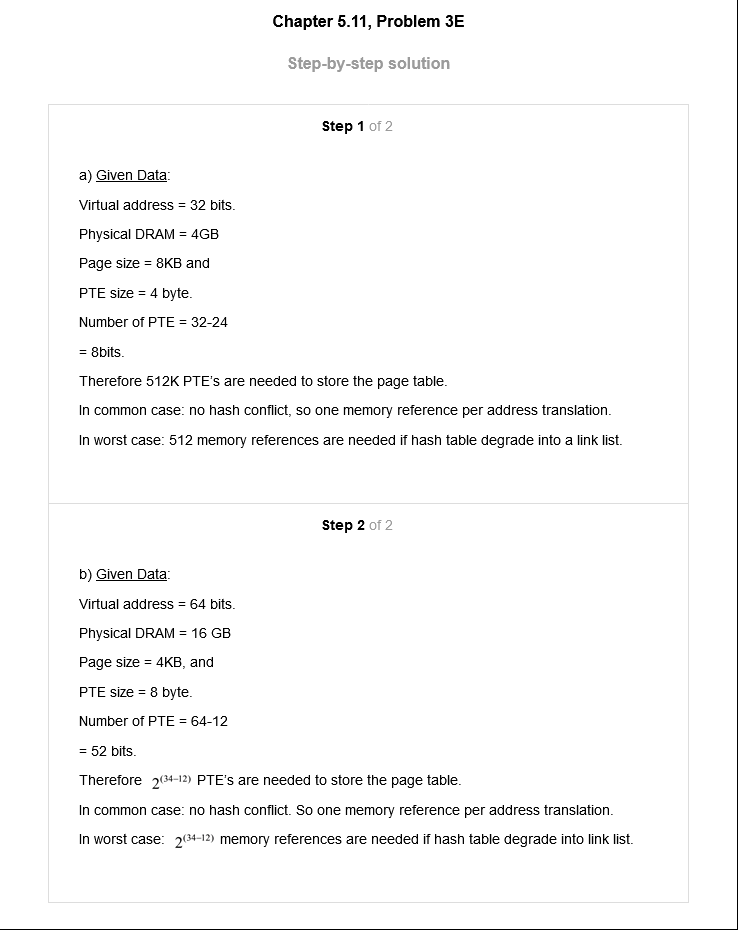 Chapter 5.11, Problem 3E
Step-by-step solution
Step 1 of 2
a) Given Data:
Virtual address = 32 bits.
Physical DRAM = 4GB
Page size = 8KB and
PTE size = 4 byte.
Number of PTE = 32-24
= 8bits.
Therefore 512K PTE's are needed to store the page table.
In common case: no hash conflict, so one memory reference per address translation.
In worst case: 512 memory references are needed if hash table degrade into a link list.
Step 2 of 2
b) Given Data:
Virtual address = 64 bits.
Physical DRAM = 16 GB
Page size = 4KB, and
PTE size = 8 byte.
Number of PTE = 64-12
= 52 bits.
Therefore 2^(34−12) PTE's are needed to store the page table.
In common case: no hash conflict. So one memory reference per address translation.
In worst case: 2^(34−12) memory references are needed if hash table degrade into link list.